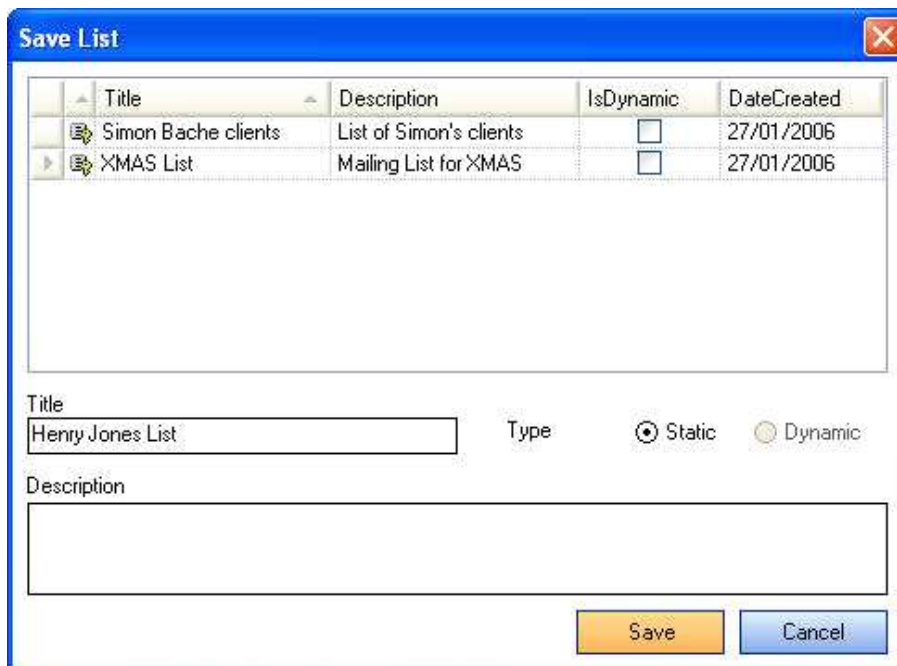 Save List
Title Description IsDynamic DateCreated
Simon Bache clients List of Simon's clients 27/01/2006
XMAS List Mailing List for XMAS 27/01/2006
Title
Henry Jones List Type Static Dynamic
Description
Save Cancel